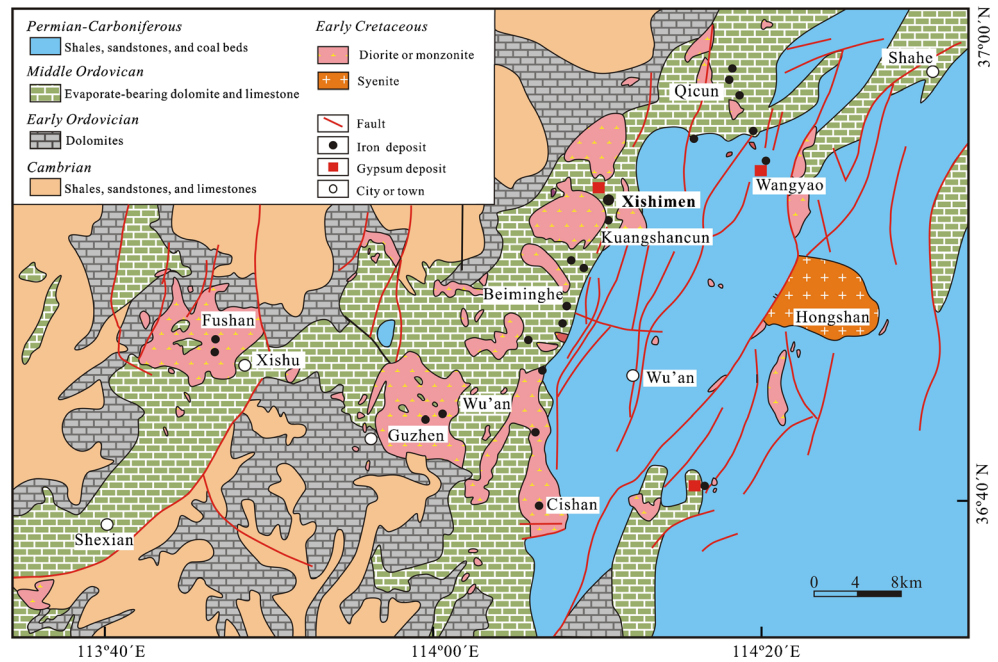 Permian-Carboniferous
Shales, sandstones, and coal beds
Middle Ordovican
Evaporate-bearing dolomite and limestone
Early Ordovician
Dolomites
Cambrian
Shales, sandstones, and limestones
Early Cretaceous
Diorite or monzonite
Syenite
Fault
Iron deposit
Gypsum deposit
City or town
37°00´N
Shahe
Qicun
Wangyao
Xishimen
Kuangshancun
Beiminghe
Hongshan
Fushan
Xishu
Wu'an
Wu'an
Guzhen
Cishan
36°40´N
Shexian
0 4 8km
113°40´E
114°00´E
114°20´E